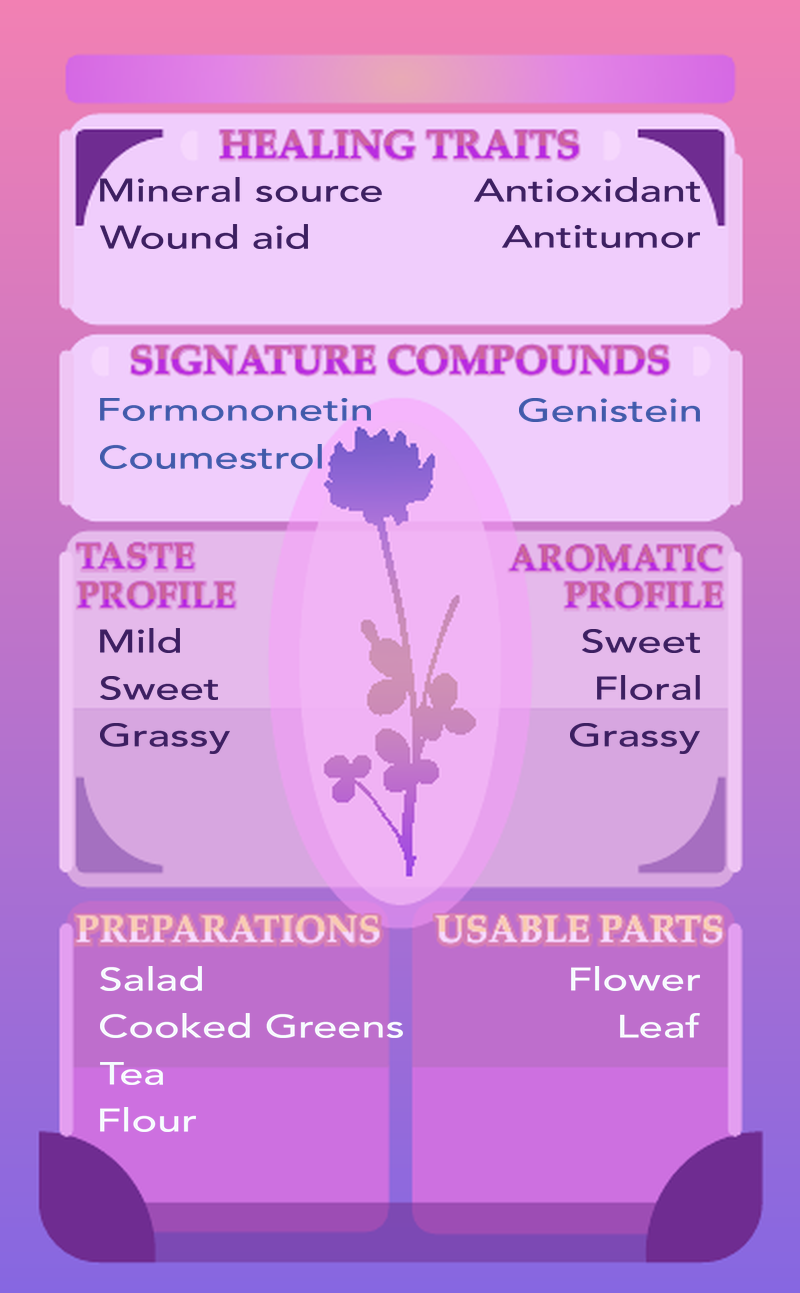 HEALING TRAITS
Mineral source Antioxidant
Wound aid Antitumor
SIGNATURE COMPOUNDS
Formononetin Genistein
Coumestrol
TASTE
PROFILE
Mild
Sweet
Grassy
AROMATIC
PROFILE
Sweet
Floral
Grassy
PREPARATIONS
Salad
Cooked Greens
Tea
Flour
USABLE PARTS
Flower
Leaf